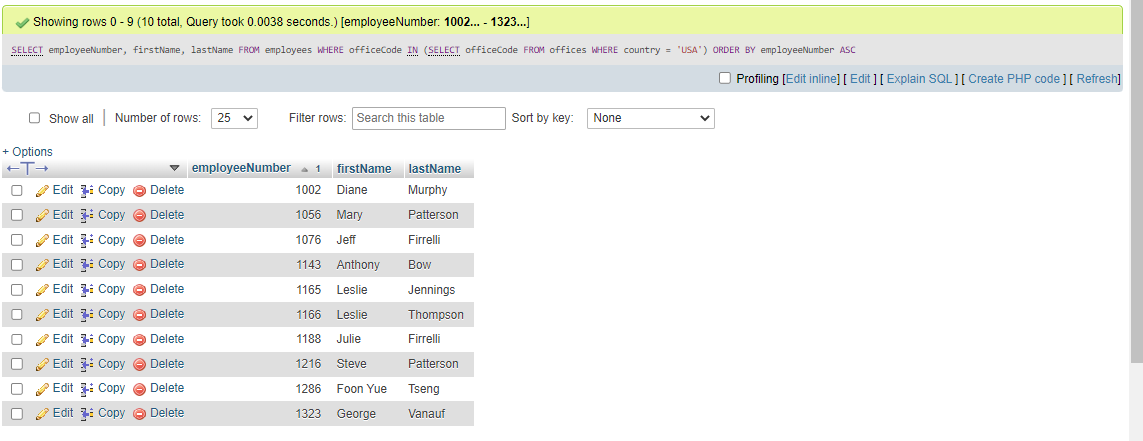 Showing rows 0 - 9 (10 total, Query took 0.0038 seconds.) [employeeNumber: 1002... - 1323...]
SELECT employeeNumber, firstName, lastName FROM employees WHERE officeCode IN (SELECT officeCode FROM offices WHERE country = 'USA') ORDER BY employeeNumber ASC
Profiling [Edit inline] [ Edit ] [ Explain SQL ] [ Create PHP code ] [ Refresh]
Show all Number of rows: 25 Filter rows: Search this table Sort by key: None
+ Options
←T→ employeeNumber 1 firstName lastName
Edit Copy Delete 1002 Diane Murphy
Edit Copy Delete 1056 Mary Patterson
Edit Copy Delete 1076 Jeff Firrelli
Edit Copy Delete 1143 Anthony Bow
Edit Copy Delete 1165 Leslie Jennings
Edit Copy Delete 1166 Leslie Thompson
Edit Copy Delete 1188 Julie Firrelli
Edit Copy Delete 1216 Steve Patterson
Edit Copy Delete 1286 Foon Yue Tseng
Edit Copy Delete 1323 George Vanauf